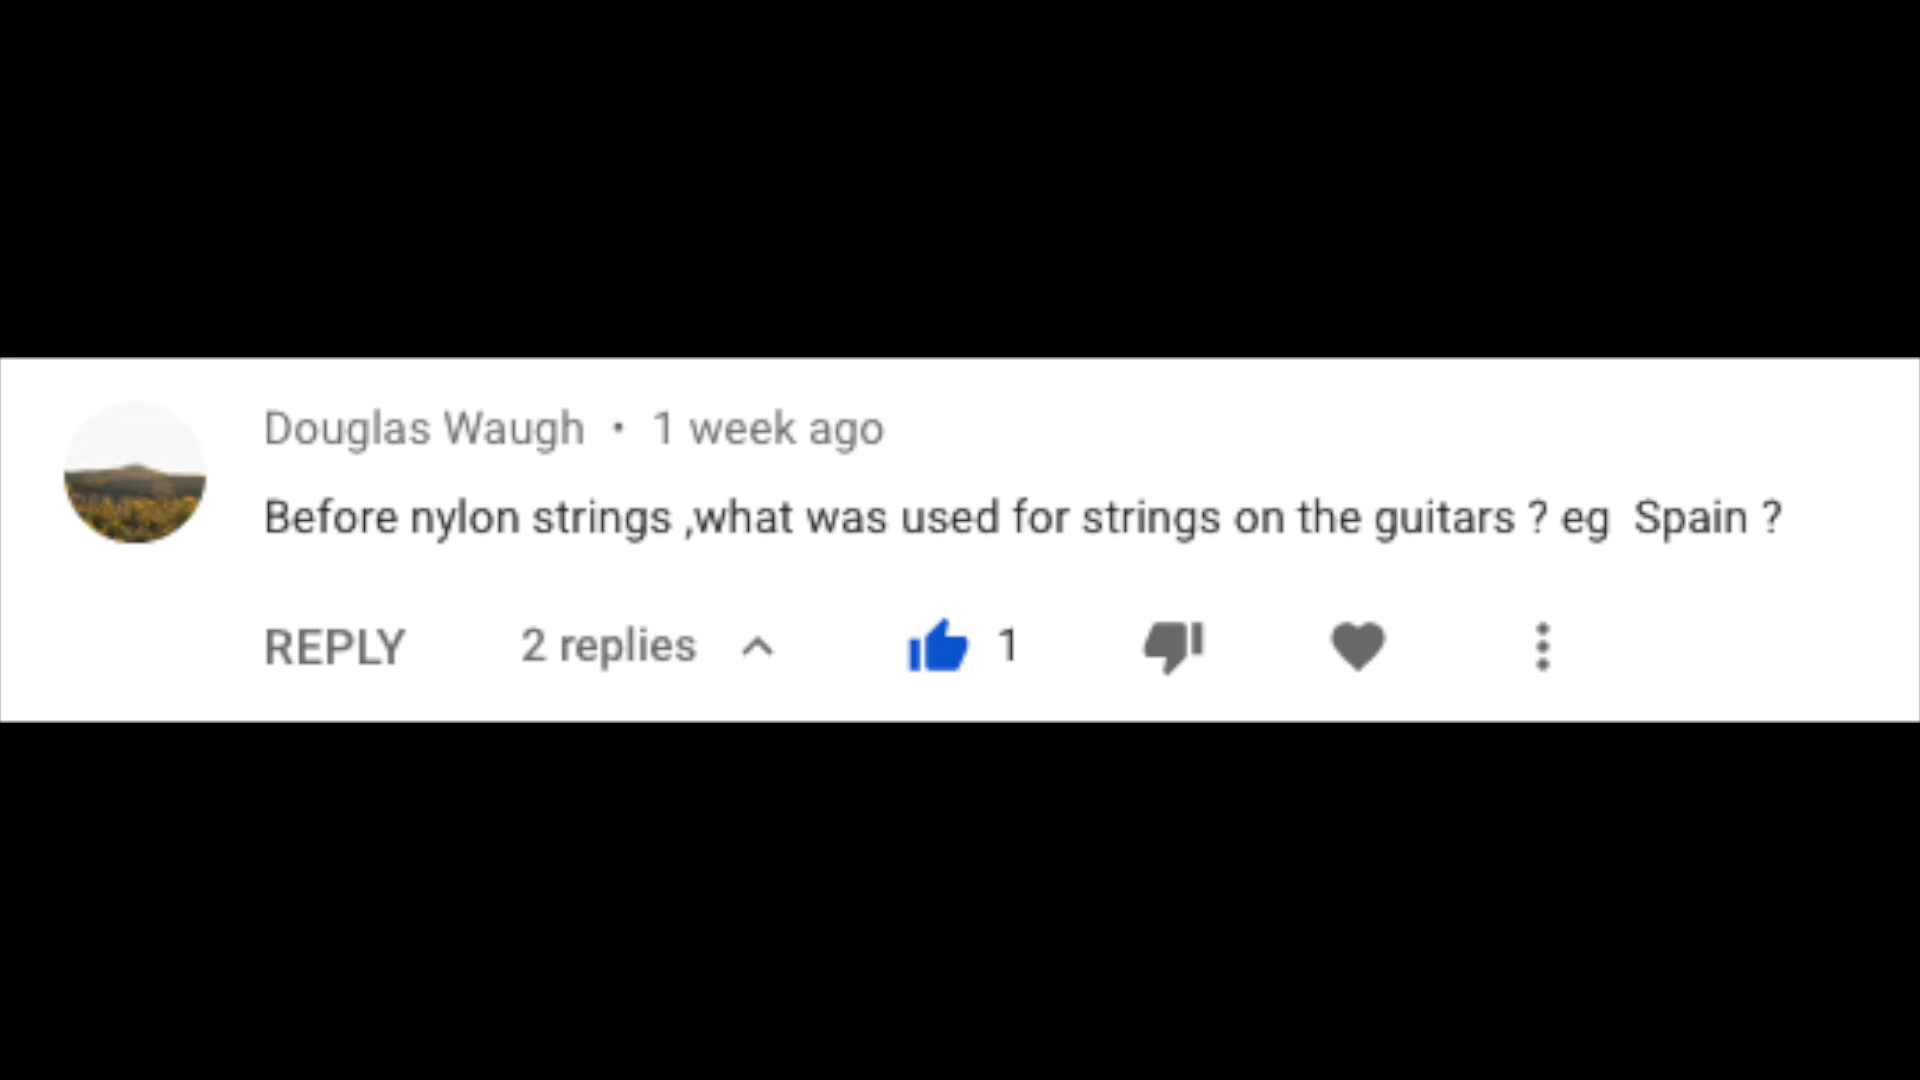 Douglas Waugh • 1 week ago
Before nylon strings ,what was used for strings on the guitars ? eg  Spain ?
REPLY 2 replies 1